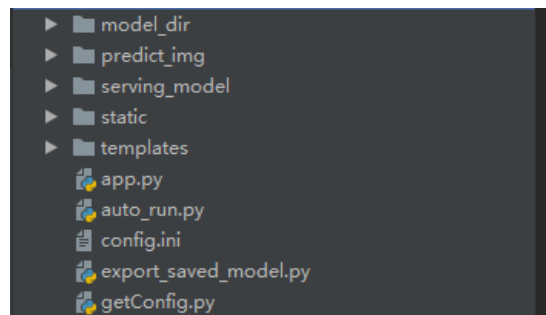 model_dir
predict_img
serving_model
static
templates
app.py
auto_run.py
config.ini
export_saved_model.py
getConfig.py